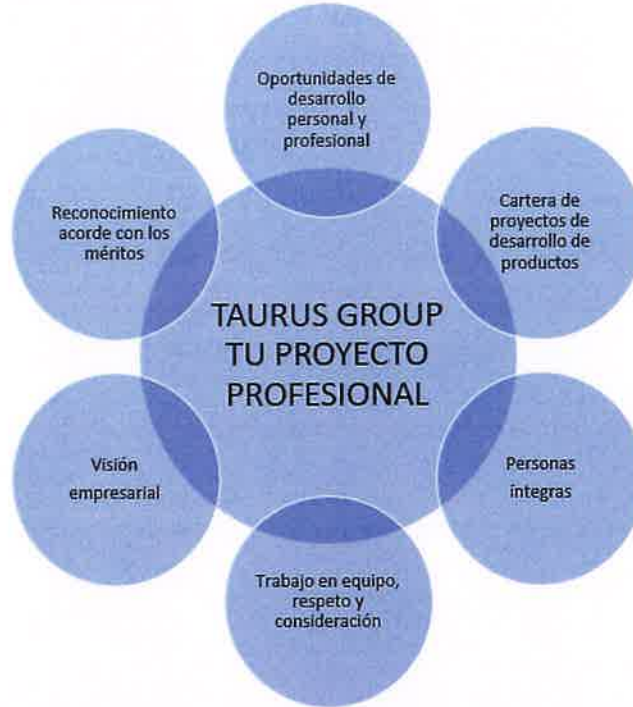 Oportunidades de
desarrollo
personal y
profesional
Cartera de
proyectos de
desarrollo de
productos
Reconocimiento
acorde con los
méritos
TAURUS GROUP
TU PROYECTO
PROFESIONAL
Visión
empresarial
Personas
íntegras
Trabajo en equipo,
respeto y
consideración